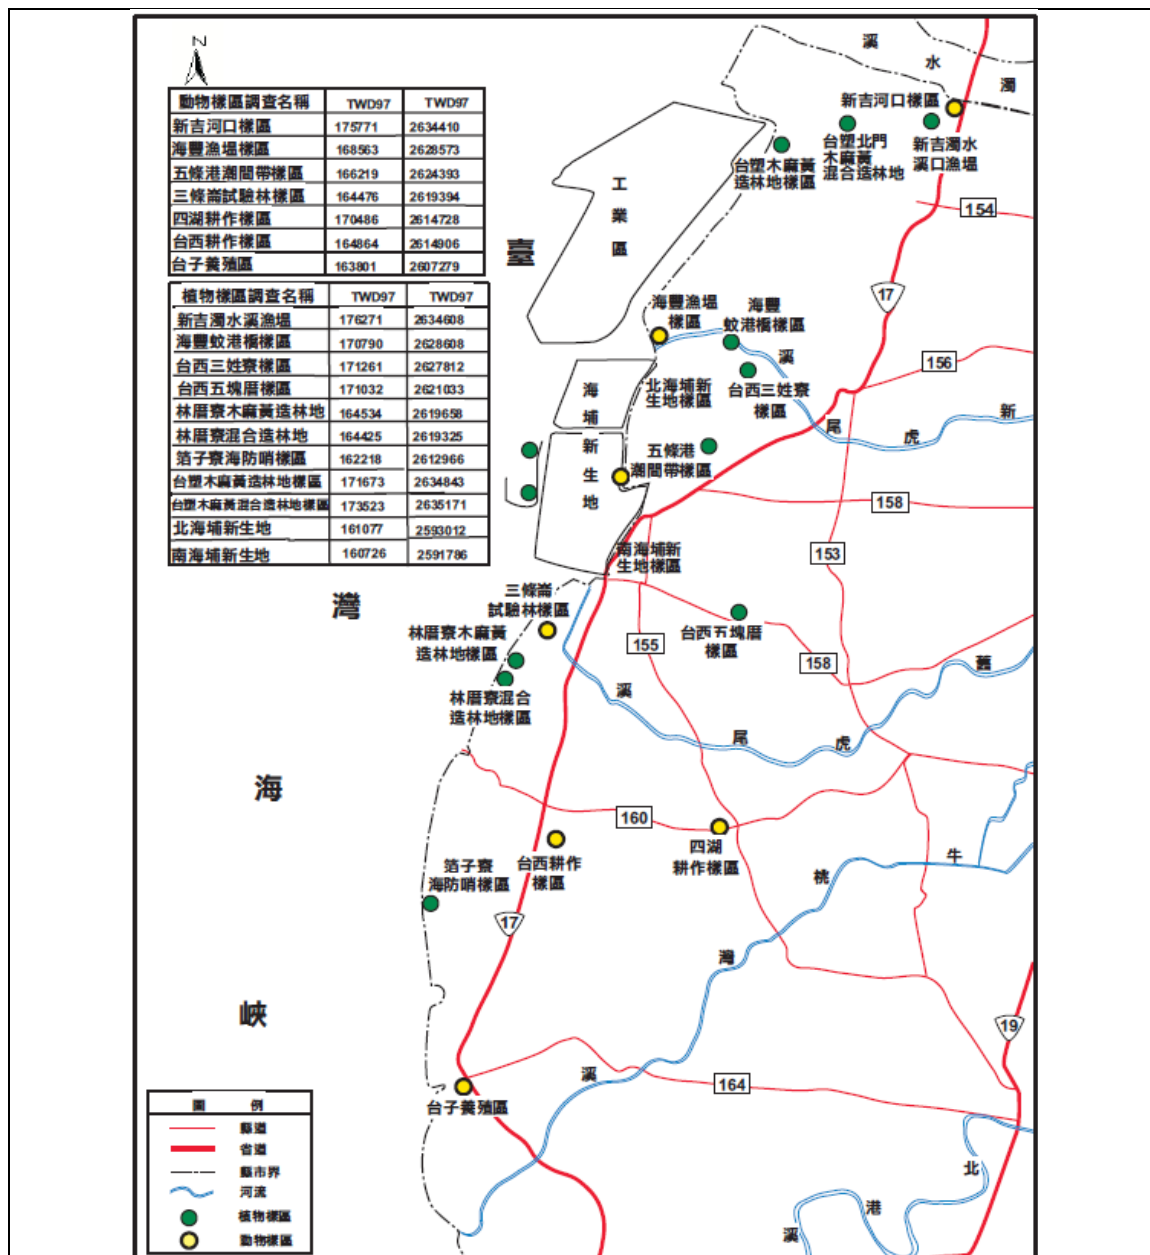 N
動物樣區調查名稱 TWD97 TWD97
新吉河口樣區 175771 2634410
海豐漁塭樣區 168563 2628573
五條港潮間帶樣區 166219 2624393
三條崙試驗林樣區 164476 2619394
四湖耕作樣區 170486 2614728
台西耕作樣區 164864 2614906
台子養殖區 163801 2607279
植物樣區調查名稱 TWD97 TWD97
新吉濁水溪漁塭 176271 2634608
海豐蚊港橋樣區 170790 2628608
台西三姓寮樣區 171261 2627812
台西五塊厝樣區 171032 2621033
林厝寮木麻黃造林地 164534 2619658
林厝寮混合造林地 164425 2619325
箔子寮海防哨樣區 162218 2612966
台塑木麻黃造林地樣區 171673 2634843
台塑木麻黃混合造林地樣區 173523 2635171
北海埔新生地 161077 2593012
南海埔新生地 160726 2591786
溪
水
濁
新吉河口樣區
新吉濁水
溪口漁塭
台塑北門
木麻黃
混合造林地
台塑木麻黃
造林地樣區
工
業
區
154
17
臺
海豐漁塭
樣區
海豐
蚊港橋樣區
溪
156
台西三姓寮
樣區
北海埔新
生地樣區
尾
虎
新
海
埔
新
生
地
五條港
潮間帶樣區
158
153
南海埔新
生地樣區
灣
三條崙
試驗林樣區
林厝寮木麻黃
造林地樣區
林厝寮混合
造林地樣區
155
台西五塊厝
樣區
158
舊
溪
尾
虎
海
160
四湖
耕作樣區
台西耕作
樣區
箔子寮
海防哨樣區
牛
桃
17
灣
峽
19
溪
164
台子養殖區
北
港
溪
圖 例
縣道
省道
縣市界
河流
植物樣區
動物樣區